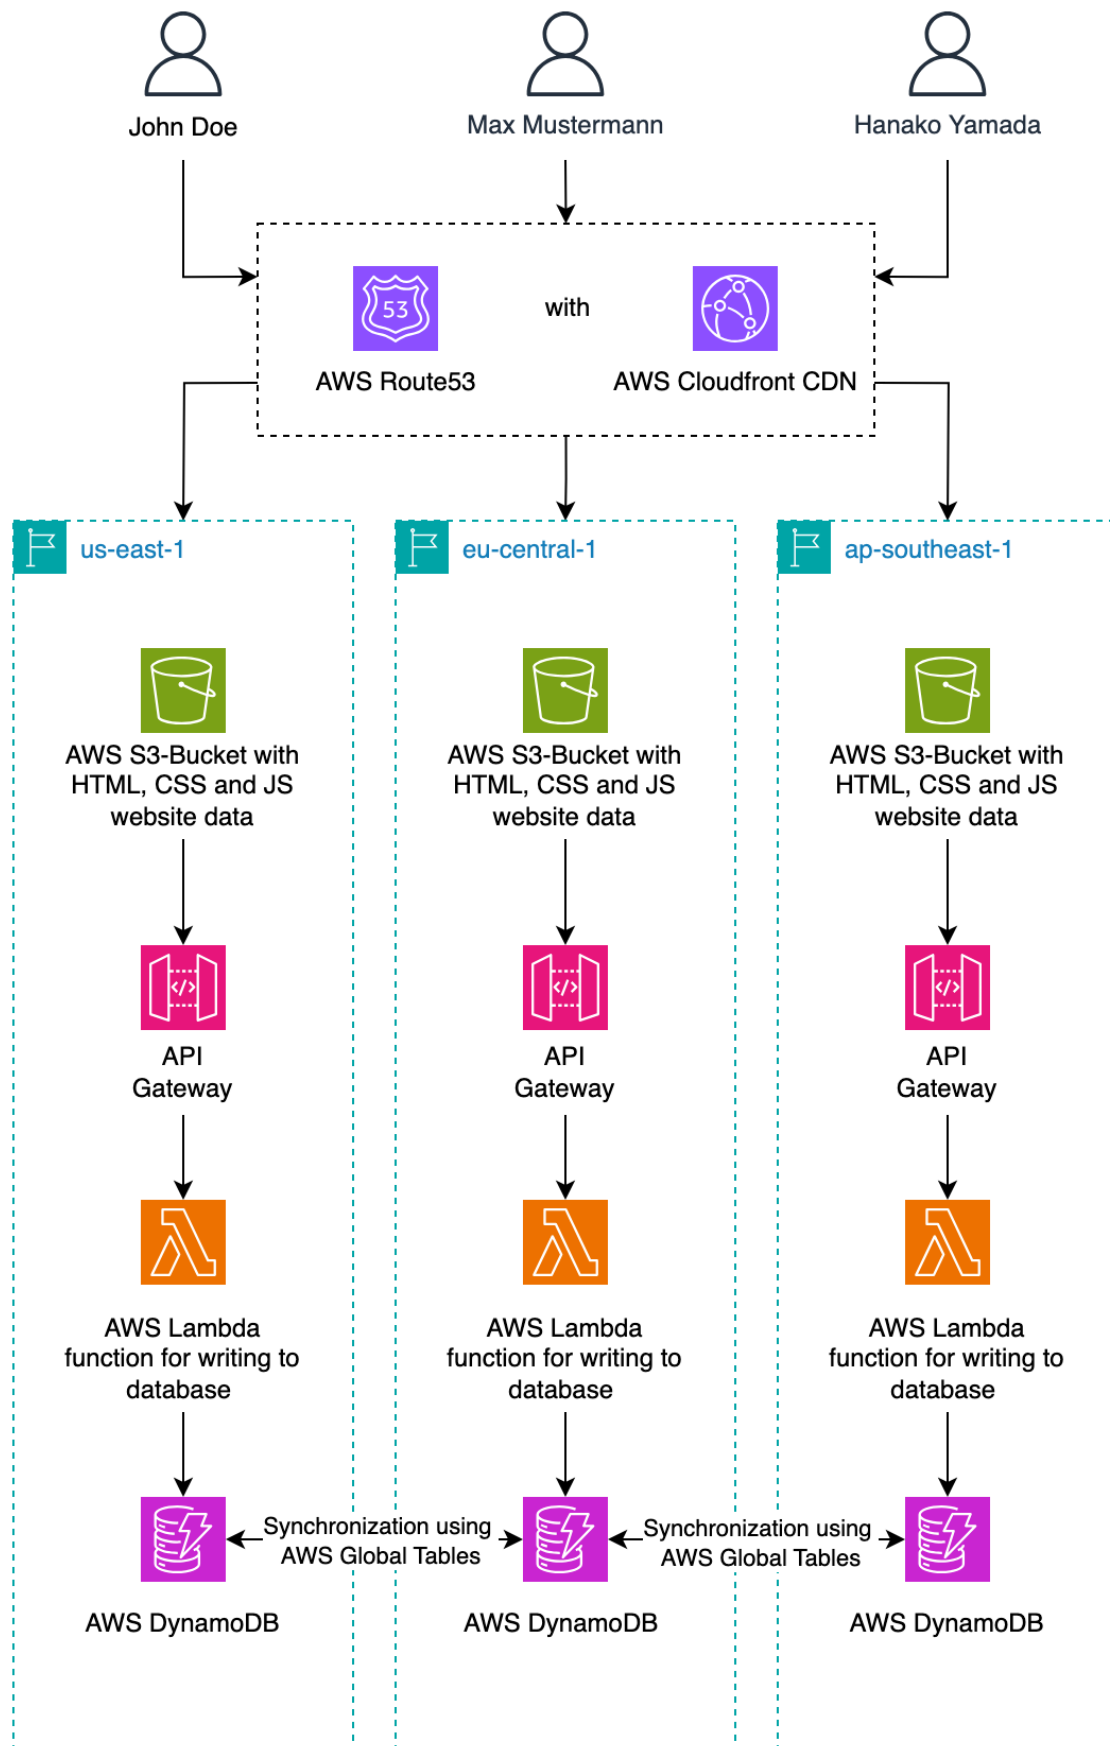 John Doe
Max Mustermann
Hanako Yamada
53
with
AWS Route53
AWS Cloudfront CDN
us-east-1
eu-central-1
ap-southeast-1
AWS S3-Bucket with
HTML, CSS and JS
website data
AWS S3-Bucket with
HTML, CSS and JS
website data
AWS S3-Bucket with
HTML, CSS and JS
website data
</>
API
Gateway
</>
API
Gateway
</>
API
Gateway
AWS Lambda
function for writing to
database
AWS Lambda
function for writing to
database
AWS Lambda
function for writing to
database
Synchronization using
AWS Global Tables
Synchronization using
AWS Global Tables
AWS DynamoDB
AWS DynamoDB
AWS DynamoDB